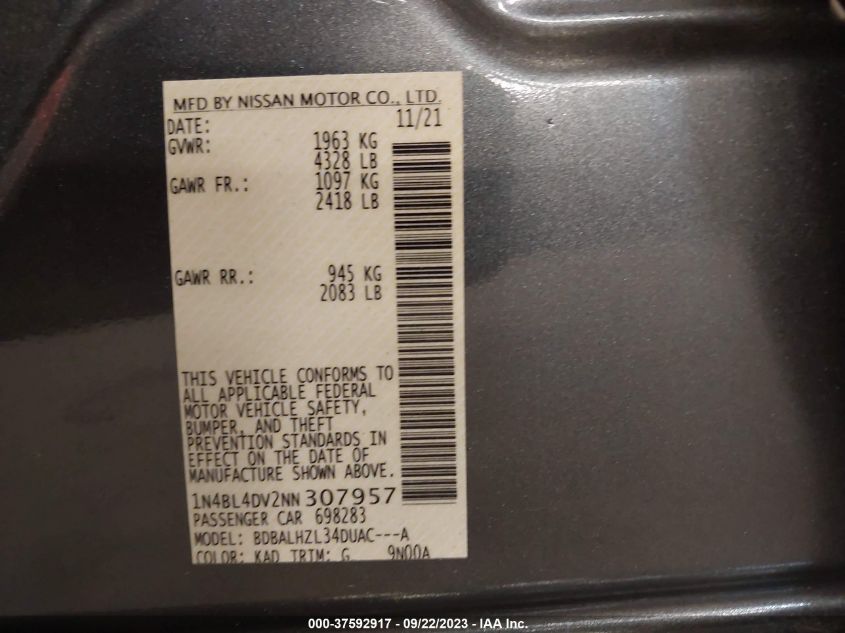 MFD BY NISSAN MOTOR CO., LTD.
DATE: 11/21
GVWR: 1963 KG
4328 LB
GAWR FR.: 1097 KG
2418 LB
GAWR RR.: 945 KG
2083 LB
THIS VEHICLE CONFORMS TO
ALL APPLICABLE FEDERAL
MOTOR VEHICLE SAFETY,
BUMPER, AND THEFT
PREVENTION STANDARDS IN
EFFECT ON THE DATE OF
MANUFACTURE SHOWN ABOVE.
1N4BL4DV2NN307957
PASSENGER CAR 698283
MODEL: BDBALHZL34DUAC---A
COLOR: KAD TRIM: G 9N00A
000-37592917 - 09/22/2023 - IAA Inc.